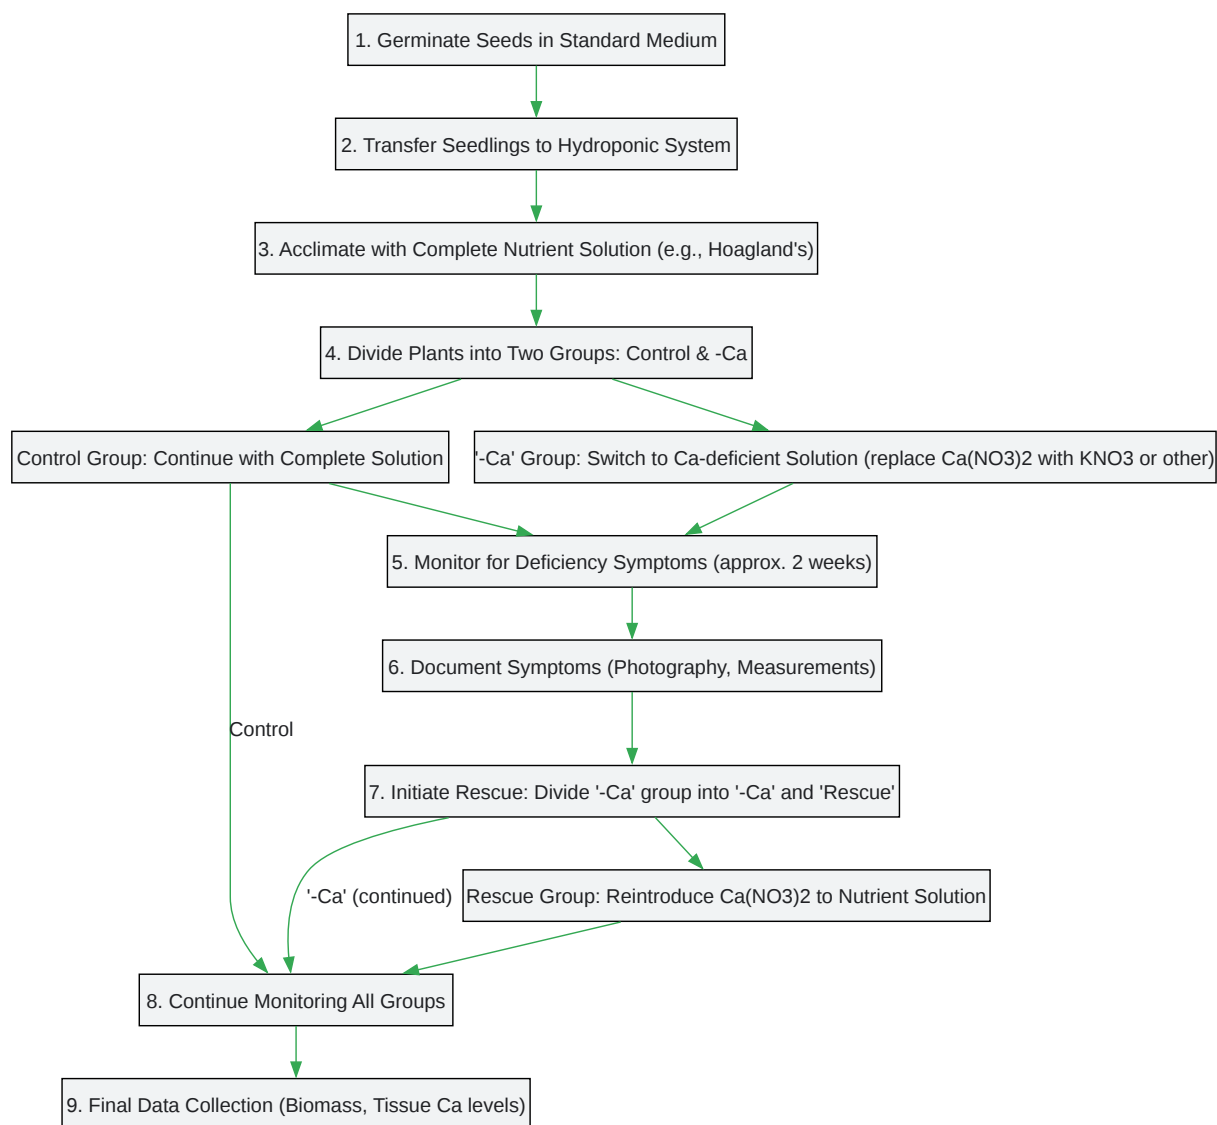 1. Germinate Seeds in Standard Medium
2. Transfer Seedlings to Hydroponic System
3. Acclimate with Complete Nutrient Solution (e.g., Hoagland's)
4. Divide Plants into Two Groups: Control & -Ca
Control Group: Continue with Complete Solution
'-Ca' Group: Switch to Ca-deficient Solution (replace Ca(NO3)2 with KNO3 or other)
5. Monitor for Deficiency Symptoms (approx. 2 weeks)
6. Document Symptoms (Photography, Measurements)
Control
7. Initiate Rescue: Divide '-Ca' group into '-Ca' and 'Rescue'
'-Ca' (continued)
Rescue Group: Reintroduce Ca(NO3)2 to Nutrient Solution
8. Continue Monitoring All Groups
9. Final Data Collection (Biomass, Tissue Ca levels)